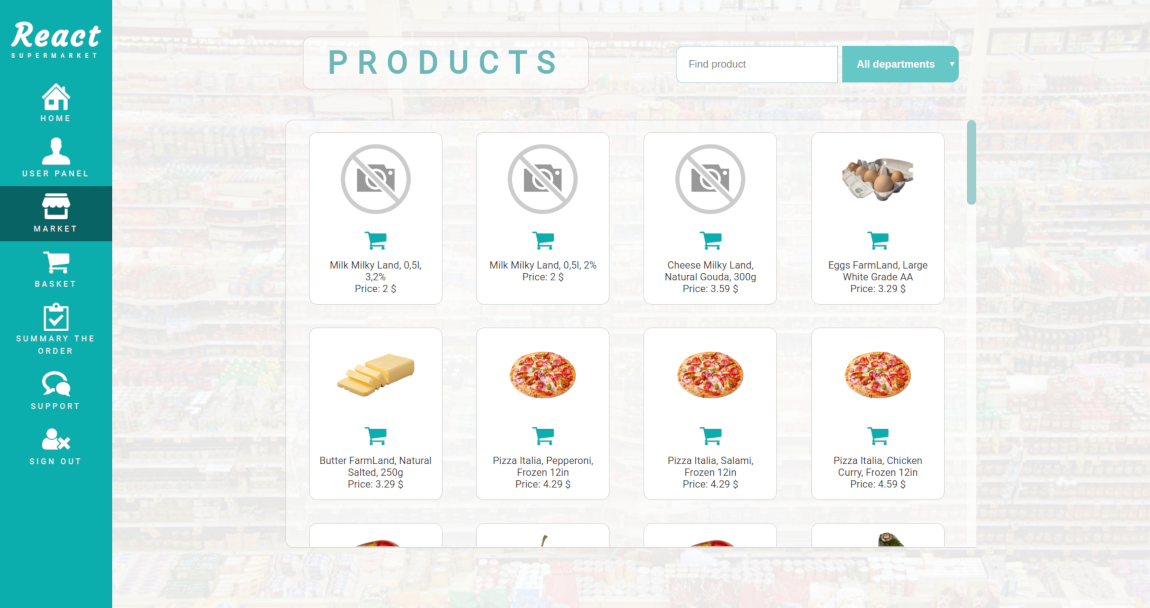 React
SUPERMARKET
HOME
USER PANEL
MARKET
BASKET
SUMMARY THE
ORDER
SUPPORT
SIGN OUT
PRODUCTS
Find product
All departments
Milk Milky Land, 0,5l,
3,2%
Price: 2 $
Milk Milky Land, 0,5l, 2%
Price: 2 $
Cheese Milky Land,
Natural Gouda, 300g
Price: 3.59 $
Eggs FarmLand, Large
White Grade AA
Price: 3.29 $
Butter FarmLand, Natural
Salted, 250g
Price: 3.29 $
Pizza Italia, Pepperoni,
Frozen 12in
Price: 4.29 $
Pizza Italia, Salami,
Frozen 12in
Price: 4.29 $
Pizza Italia, Chicken
Curry, Frozen 12in
Price: 4.59 $